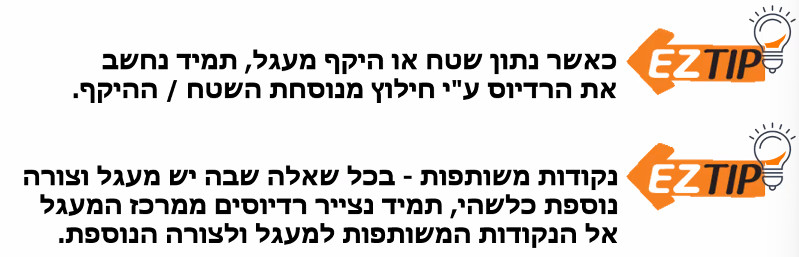 EZTIP
כאשר נתון שטח או היקף מעגל, תמיד נחשב
את הרדיוס ע"י חילוץ מנוסחת השטח / ההיקף.
EZTIP
נקודות משותפות - בכל שאלה שבה יש מעגל וצורה
נוספת כלשהי, תמיד נצייר רדיוסים ממרכז המעגל
אל הנקודות המשותפות למעגל ולצורה הנוספת.